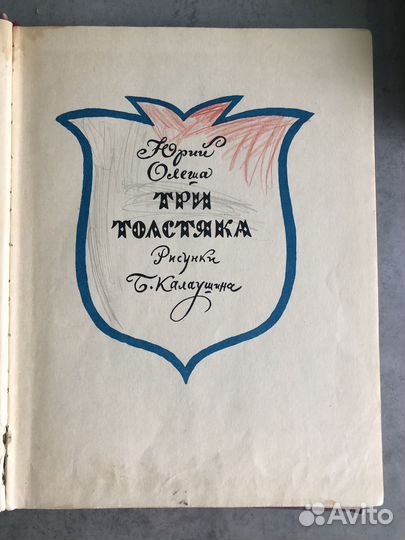 Юрий
Олеша
ТРИ
ТОЛСТЯКА
Рисунки
Б. Калаушина
Avito